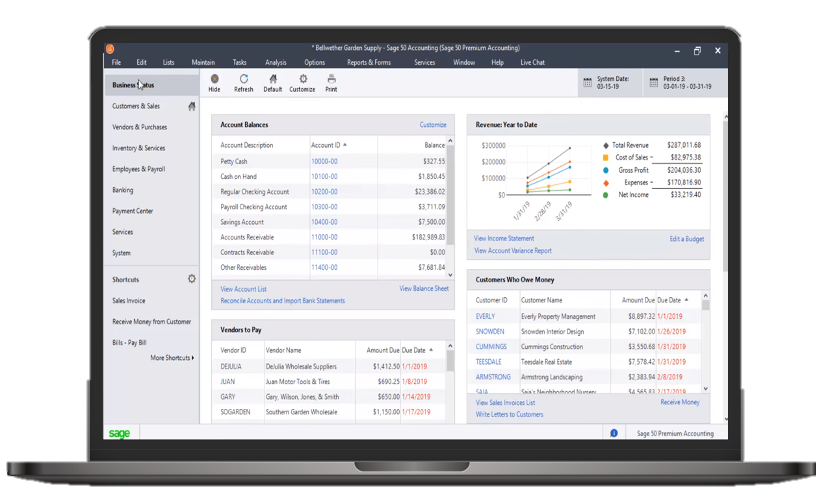 * Bellwether Garden Supply - Sage 50 Accounting (Sage 50 Premium Accounting)
File Edit Lists Maintain Tasks Analysis Options Reports & Forms Services Window Help Live Chat
Business Status
Customers & Sales
Vendors & Purchases
Inventory & Services
Employees & Payroll
Banking
Payment Center
Services
System
Shortcuts
Sales Invoice
Receive Money from Customer
Bills - Pay Bill
More Shortcuts
Hide Refresh Default Customize Print
System Date:
03-15-19
Period 3:
03-01-19 - 03-31-19
Account Balances Customize
Account Description Account ID Balance
Petty Cash 10000-00 $327.55
Cash on Hand 10100-00 $1,850.45
Regular Checking Account 10200-00 $23,386.02
Payroll Checking Account 10300-00 $3,711.09
Savings Account 10400-00 $7,500.00
Accounts Receivable 11000-00 $182,989.83
Contracts Receivable 11100-00 $0.00
Other Receivables 11400-00 $7,681.84
View Account List View Balance Sheet
Reconcile Accounts and Import Bank Statements
Vendors to Pay
Vendor ID Vendor Name Amount Due Due Date
DEJULIA DeJulia Wholesale Suppliers $1,412.50 1/1/2019
JUAN Juan Motor Tools & Tires $690.25 1/8/2019
GARY Gary, Wilson, Jones, & Smith $650.00 1/14/2019
SOGARDEN Southern Garden Wholesale $1,150.00 1/17/2019
Revenue: Year to Date
$300000
$200000
$100000
$0
1/31/19 2/28/19 3/31/19
Total Revenue $287,011.68
Cost of Sales - $82,975.38
Gross Profit $204,036.30
Expenses - $170,816.90
Net Income $33,219.40
View Income Statement Edit a Budget
View Account Variance Report
Customers Who Owe Money
Customer ID Customer Name Amount Due Due Date
EVERLY Everly Property Management $8,897.32 1/1/2019
SNOWDEN Snowden Interior Design $7,102.00 1/26/2019
CUMMINGS Cummings Construction $3,550.68 1/31/2019
TEESDALE Teesdale Real Estate $7,578.42 1/31/2019
ARMSTRONG Armstrong Landscaping $2,383.94 2/8/2019
SAIA Saia's Neighborhood Nursery $4,565.83 2/17/2019
View Sales Invoices List Receive Money
Write Letters to Customers
sage
Sage 50 Premium Accounting